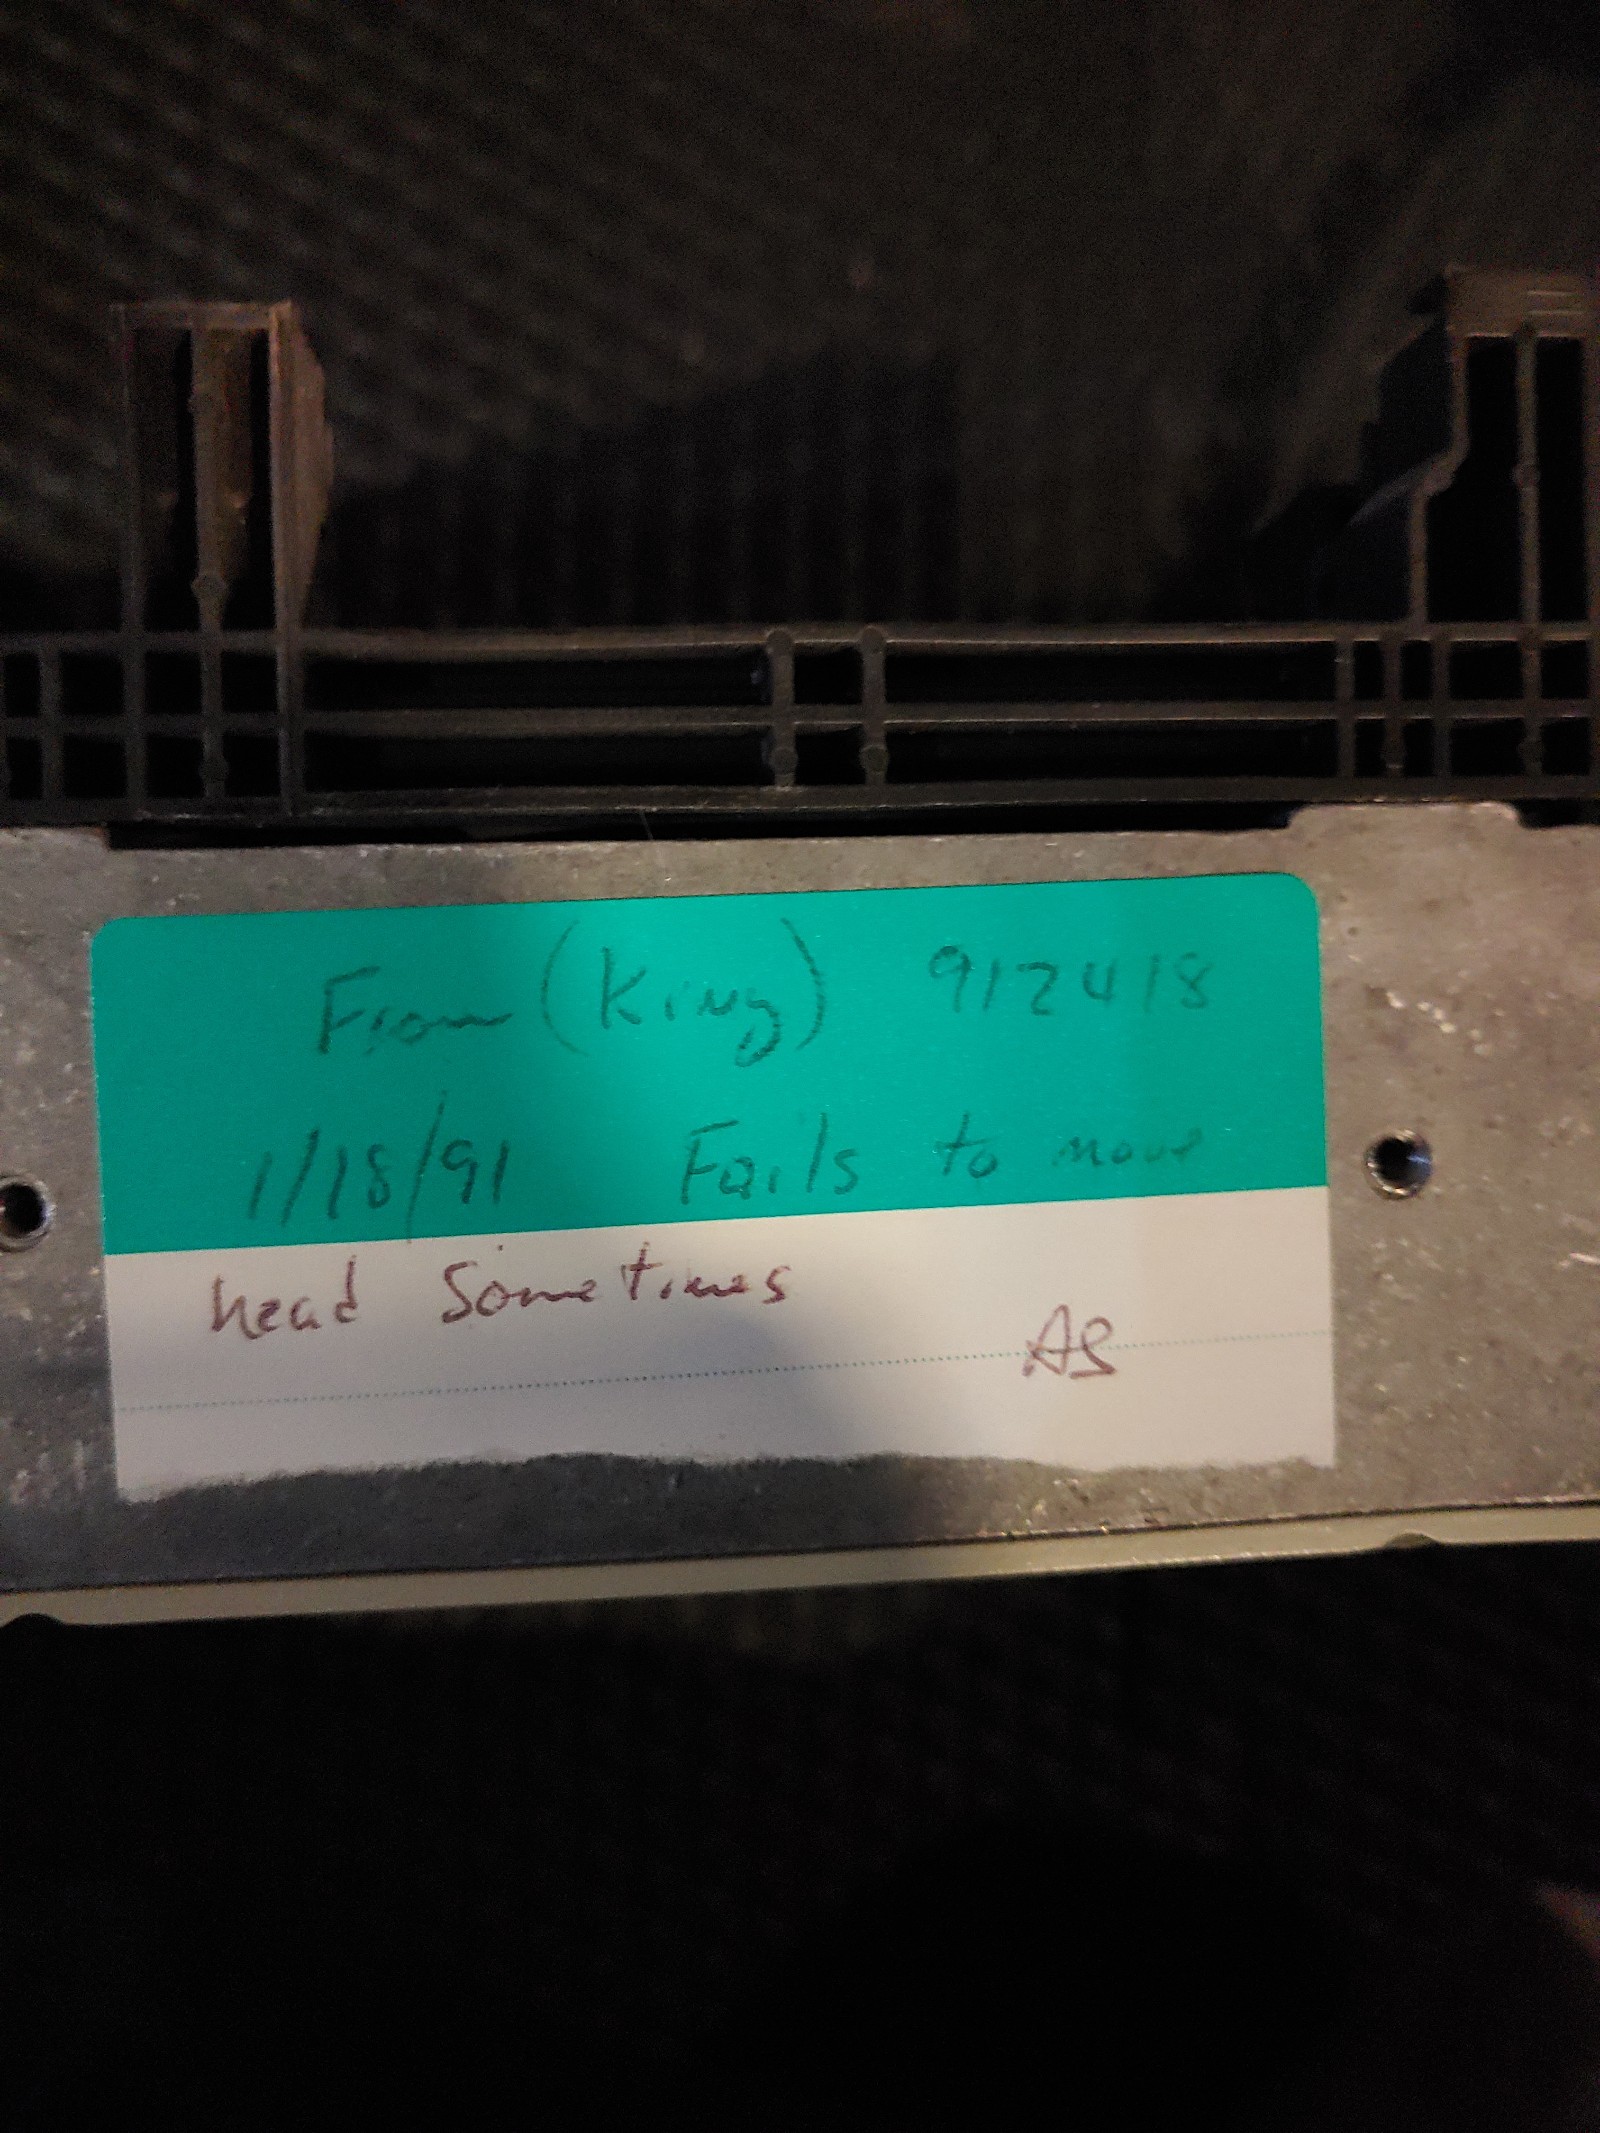 From (King) 912418
1/18/91 Fails to move
head Sometimes
AS